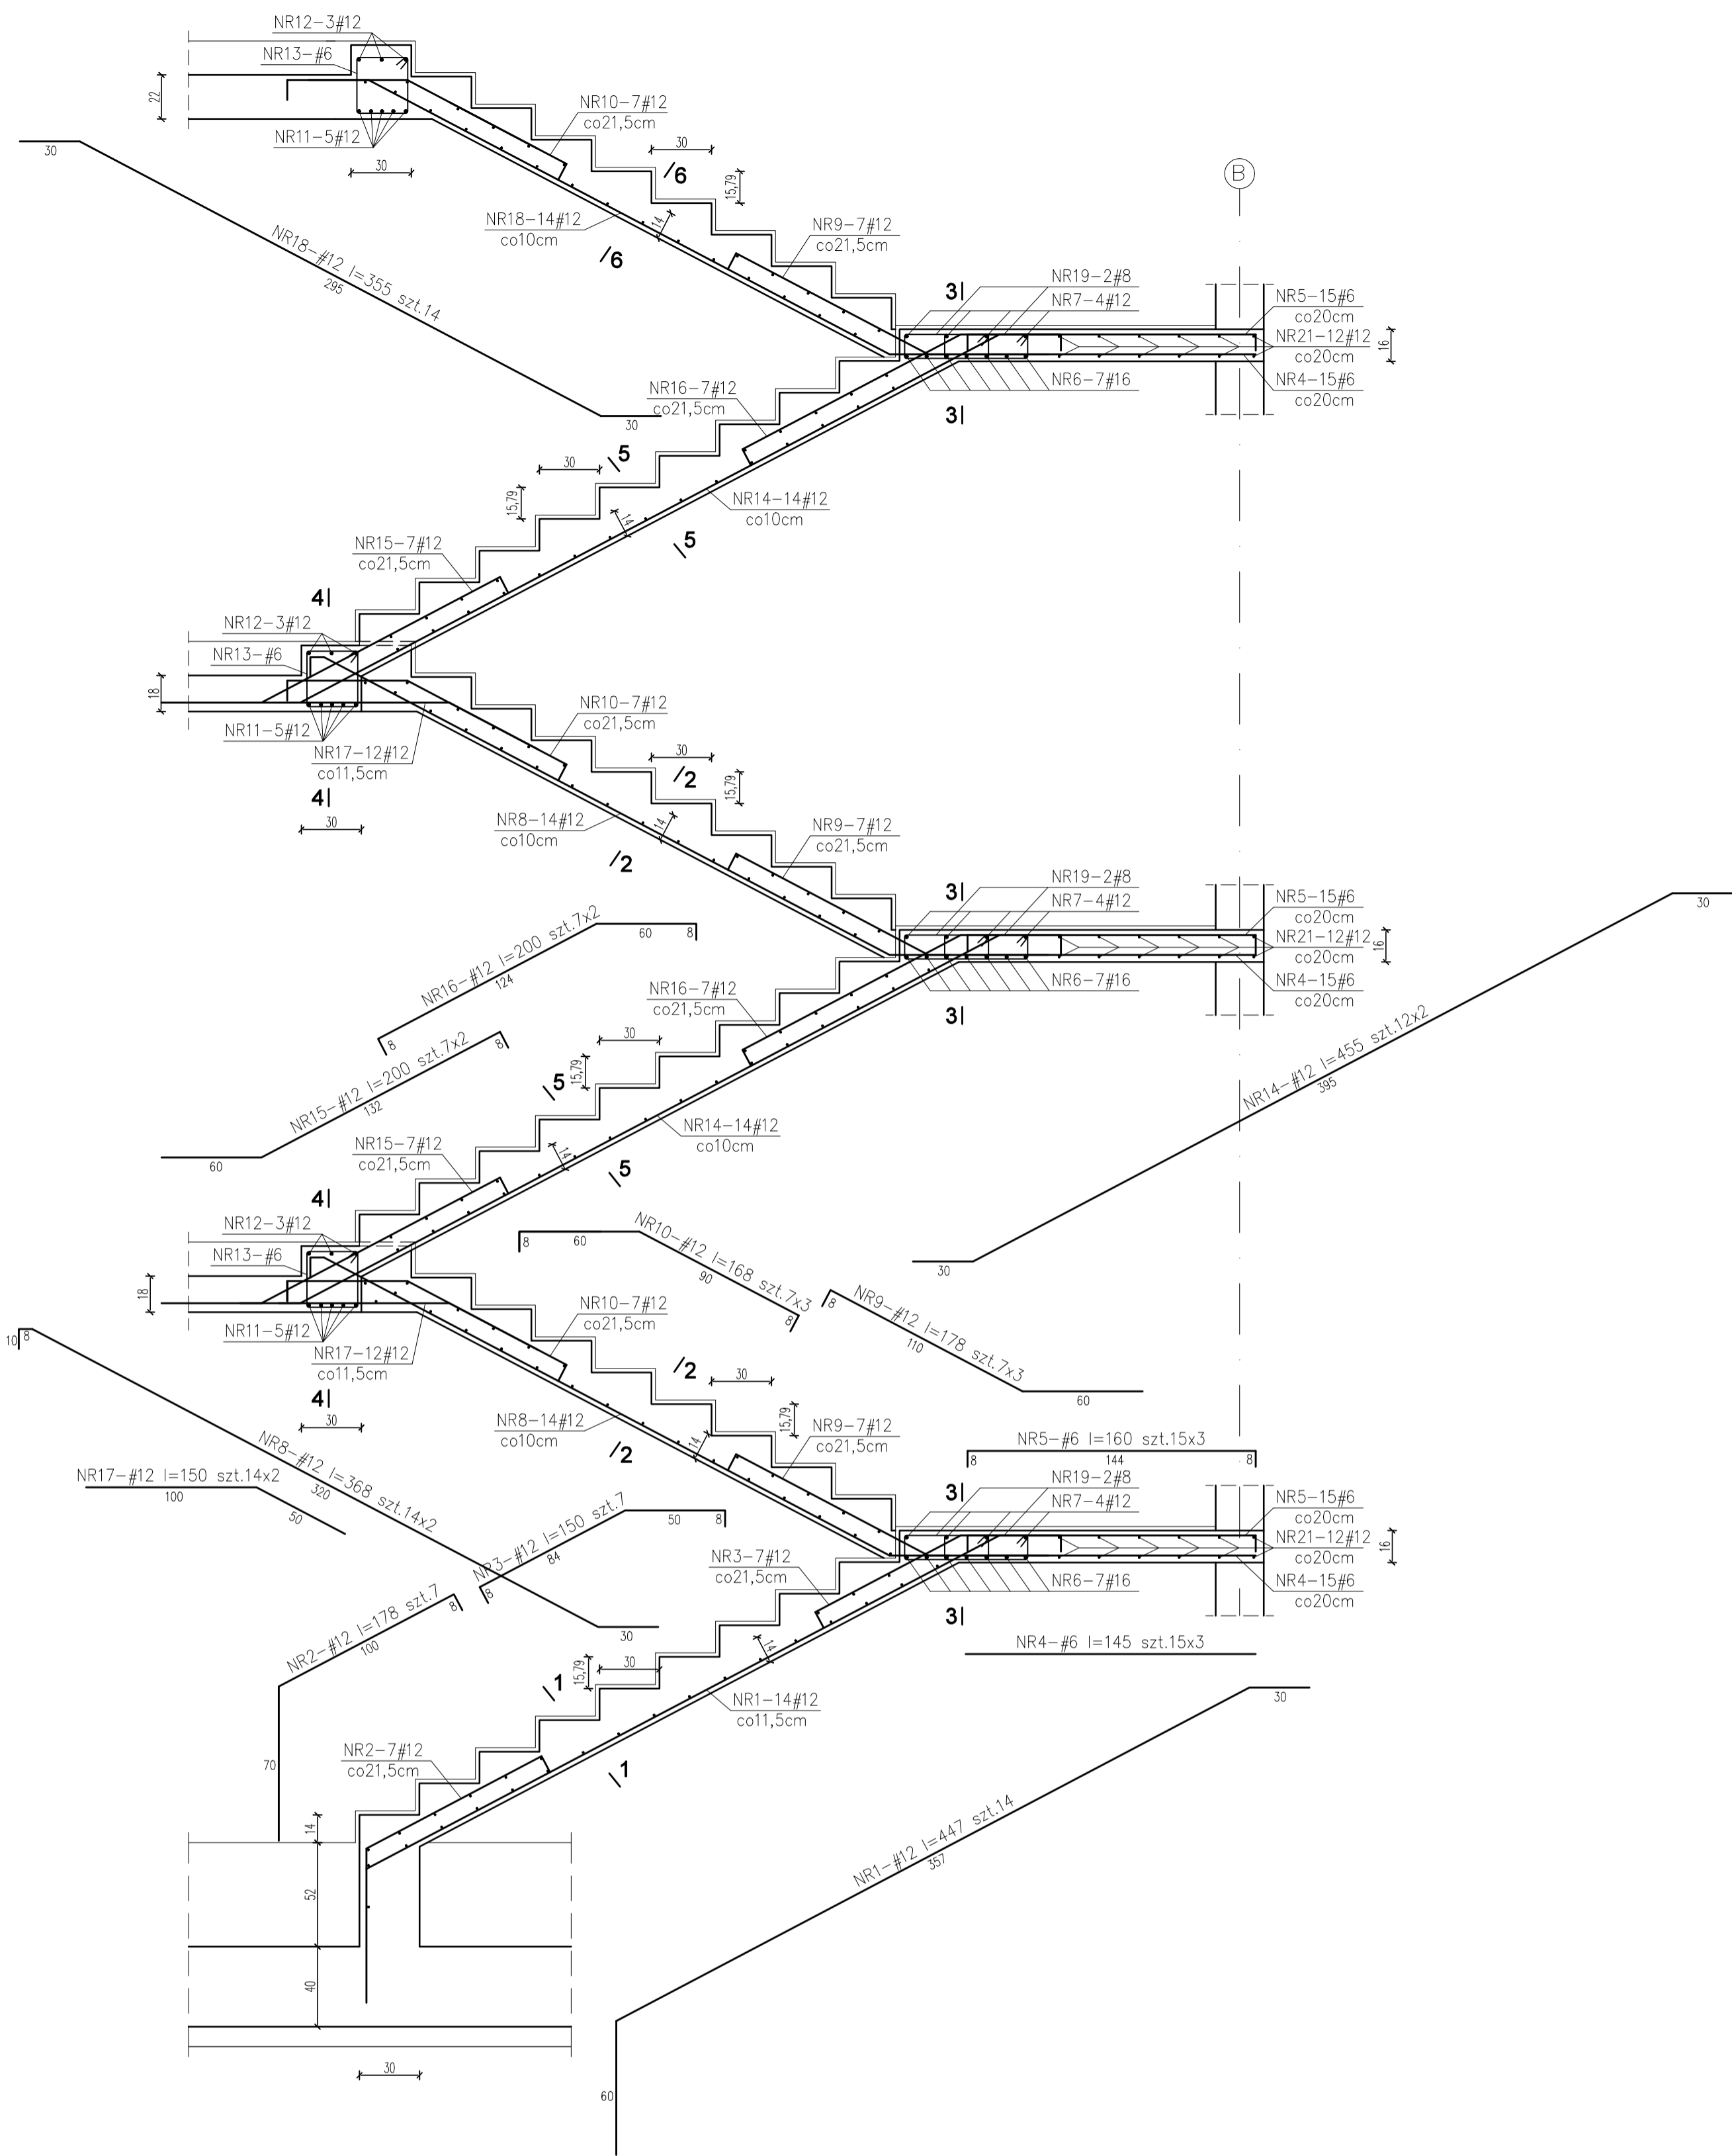 NR12-3#12
NR13-#6
22
NR11-5#12
30
30
NR10-7#12
co21,5cm
30
/6
15,79
B
NR18-14#12
co10cm
14
/6
NR9-7#12
co21,5cm
NR18-#12 l=355 szt.14
295
30
3|
NR19-2#8
NR7-4#12
NR5-15#6
co20cm
NR21-12#12
co20cm
16
NR6-7#16
NR4-15#6
co20cm
NR16-7#12
co21,5cm
3|
30
\5
15,79
NR14-14#12
co10cm
14
\5
NR15-7#12
co21,5cm
4|
NR12-3#12
NR13-#6
18
NR11-5#12
NR17-12#12
co11,5cm
4|
30
NR10-7#12
co21,5cm
30
/2
15,79
NR8-14#12
co10cm
14
/2
NR9-7#12
co21,5cm
3|
NR19-2#8
NR7-4#12
NR5-15#6
co20cm
NR21-12#12
co20cm
16
NR6-7#16
NR4-15#6
co20cm
NR16-7#12
co21,5cm
3|
30
NR16-#12 l=200 szt.7x2
124
60
8
8
NR15-#12 l=200 szt.7x2
132
8
60
NR14-#12 l=455 szt.12x2
395
30
30
\5
15,79
NR14-14#12
co10cm
14
\5
NR15-7#12
co21,5cm
4|
NR12-3#12
NR13-#6
18
NR11-5#12
NR17-12#12
co11,5cm
4|
30
NR10-#12 l=168 szt.7x3
8
60
90
8
NR9-#12 l=178 szt.7x3
8
110
60
NR10-7#12
co21,5cm
/2
30
15,79
NR8-14#12
co10cm
14
/2
NR9-7#12
co21,5cm
10
8
NR8-#12 l=368 szt.14x2
320
30
NR17-#12 l=150 szt.14x2
100
50
NR5-#6 l=160 szt.15x3
8
144
8
3|
NR19-2#8
NR7-4#12
NR5-15#6
co20cm
NR21-12#12
co20cm
16
NR6-7#16
NR4-15#6
co20cm
3|
NR3-#12 l=150 szt.7
84
50
8
8
NR3-7#12
co21,5cm
NR2-#12 l=178 szt.7
100
8
70
NR4-#6 l=145 szt.15x3
30
15,79
14
\1
NR1-14#12
co11,5cm
\1
NR2-7#12
co21,5cm
14
52
40
30
NR1-#12 l=447 szt.14
357
30
60